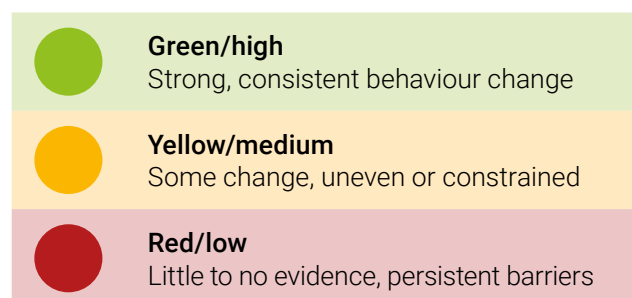 Green/high
Strong, consistent behaviour change
Yellow/medium
Some change, uneven or constrained
Red/low
Little to no evidence, persistent barriers